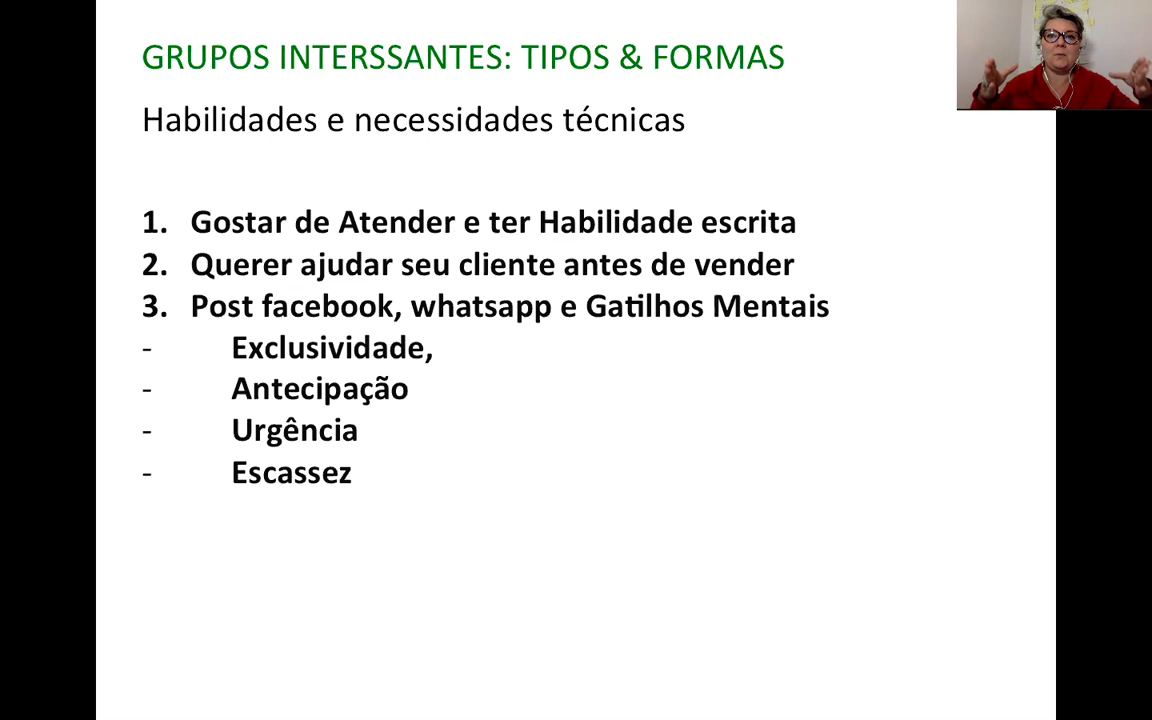 GRUPOS INTERSSANTES: TIPOS & FORMAS
Habilidades e necessidades técnicas
1. Gostar de Atender e ter Habilidade escrita
2. Querer ajudar seu cliente antes de vender
3. Post facebook, whatsapp e Gatilhos Mentais
- Exclusividade,
- Antecipação
- Urgência
- Escassez